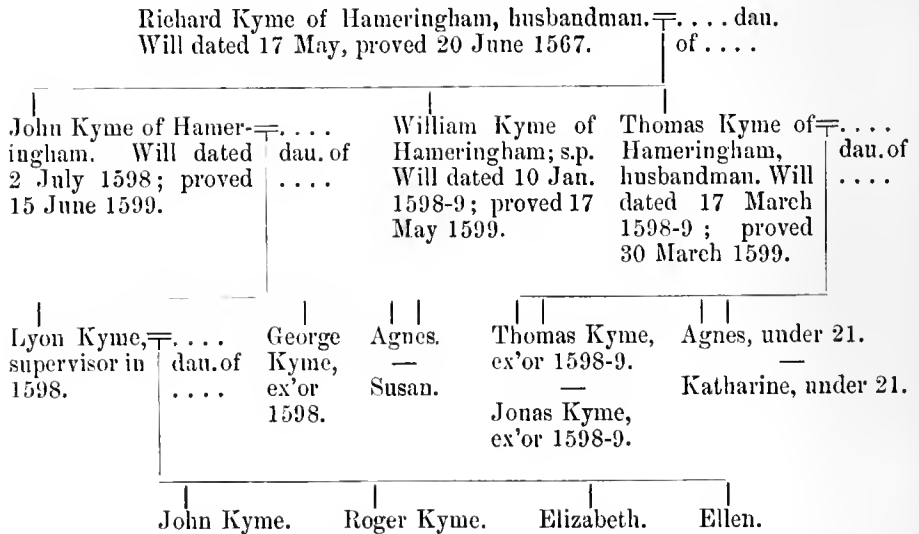 Richard Kyme of Hameringham, husbandman.=.... dau.
Will dated 17 May, proved 20 June 1567. of ....
John Kyme of Hamer-=....
ingham. Will dated dau. of
2 July 1598; proved ....
15 June 1599.
William Kyme of
Hameringham; s.p.
Will dated 10 Jan.
1598-9; proved 17
May 1599.
Thomas Kyme of=....
Hameringham, dau. of
husbandman. Will ....
dated 17 March
1598-9 ; proved
30 March 1599.
Lyon Kyme,=....
supervisor in dau. of
1598. ....
George
Kyme,
ex'or
1598.
Agnes.
—
Susan.
Thomas Kyme,
ex'or 1598-9.
—
Jonas Kyme,
ex'or 1598-9.
Agnes, under 21.
—
Katharine, under 21.
John Kyme. Roger Kyme. Elizabeth. Ellen.